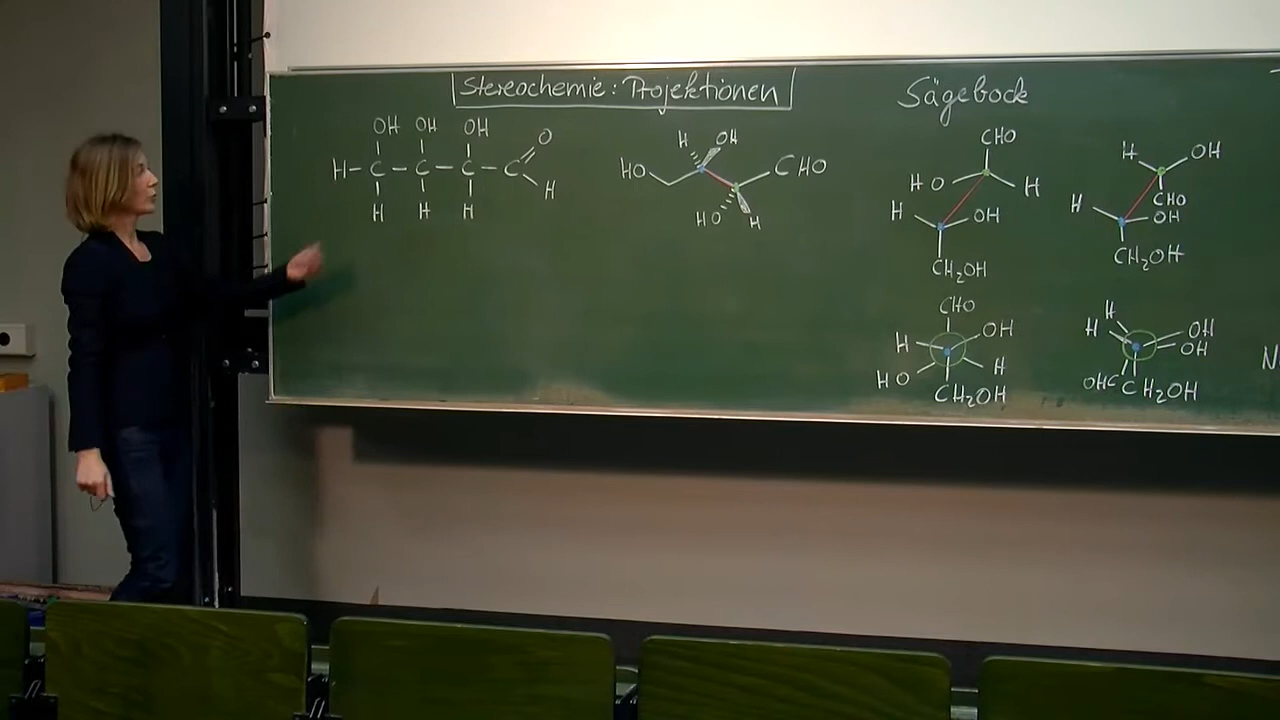 Stereochemie: Projektionen
Sägebock
OH OH OH O
H-C-C-C-C
H H H H
H OH
HO CHO
HO H
CHO
HO H
H OH
CH₂OH
H OH
CHO
H OH
CH₂OH
CHO
H OH
HO H
CH₂OH
H
H OH
OH
OHC CH₂OH
N